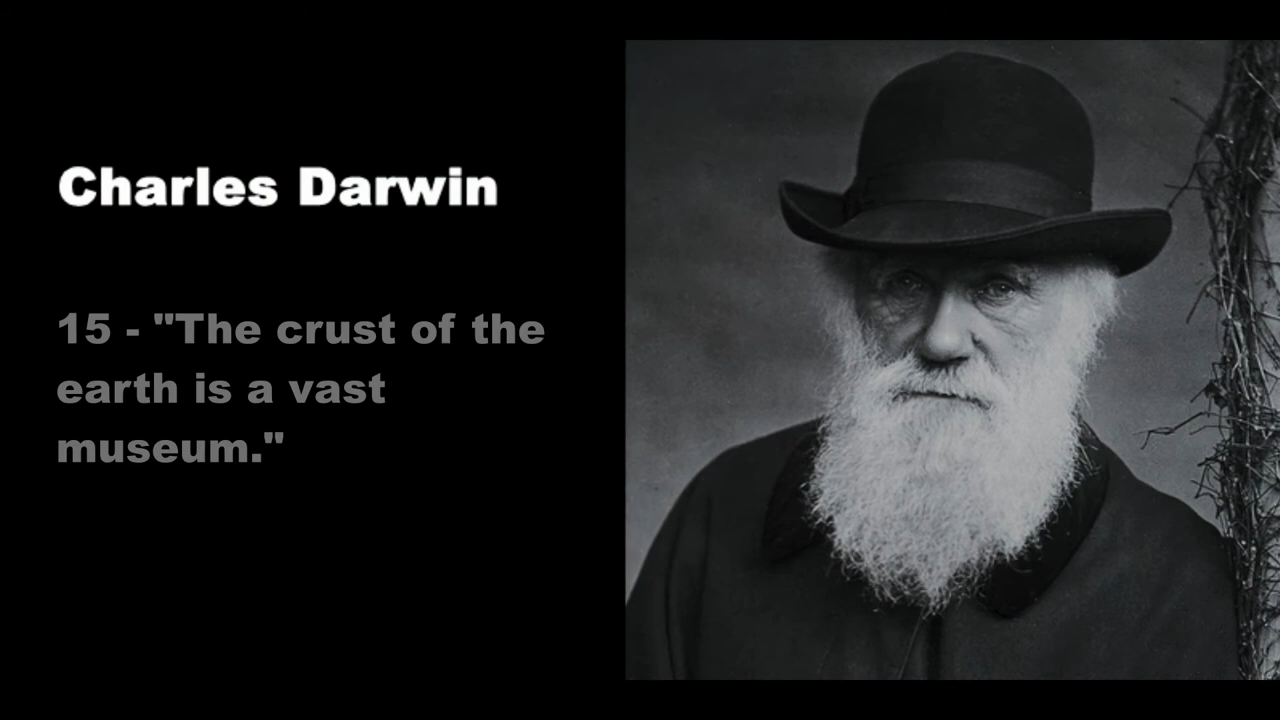 Charles Darwin
15 - "The crust of the
earth is a vast
museum."